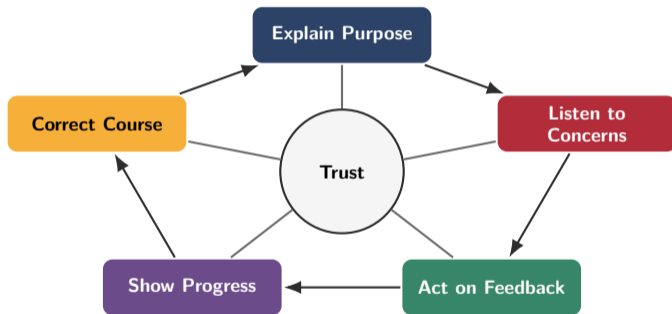 Explain Purpose
Correct Course
Listen to
Concerns
Trust
Show Progress
Act on Feedback